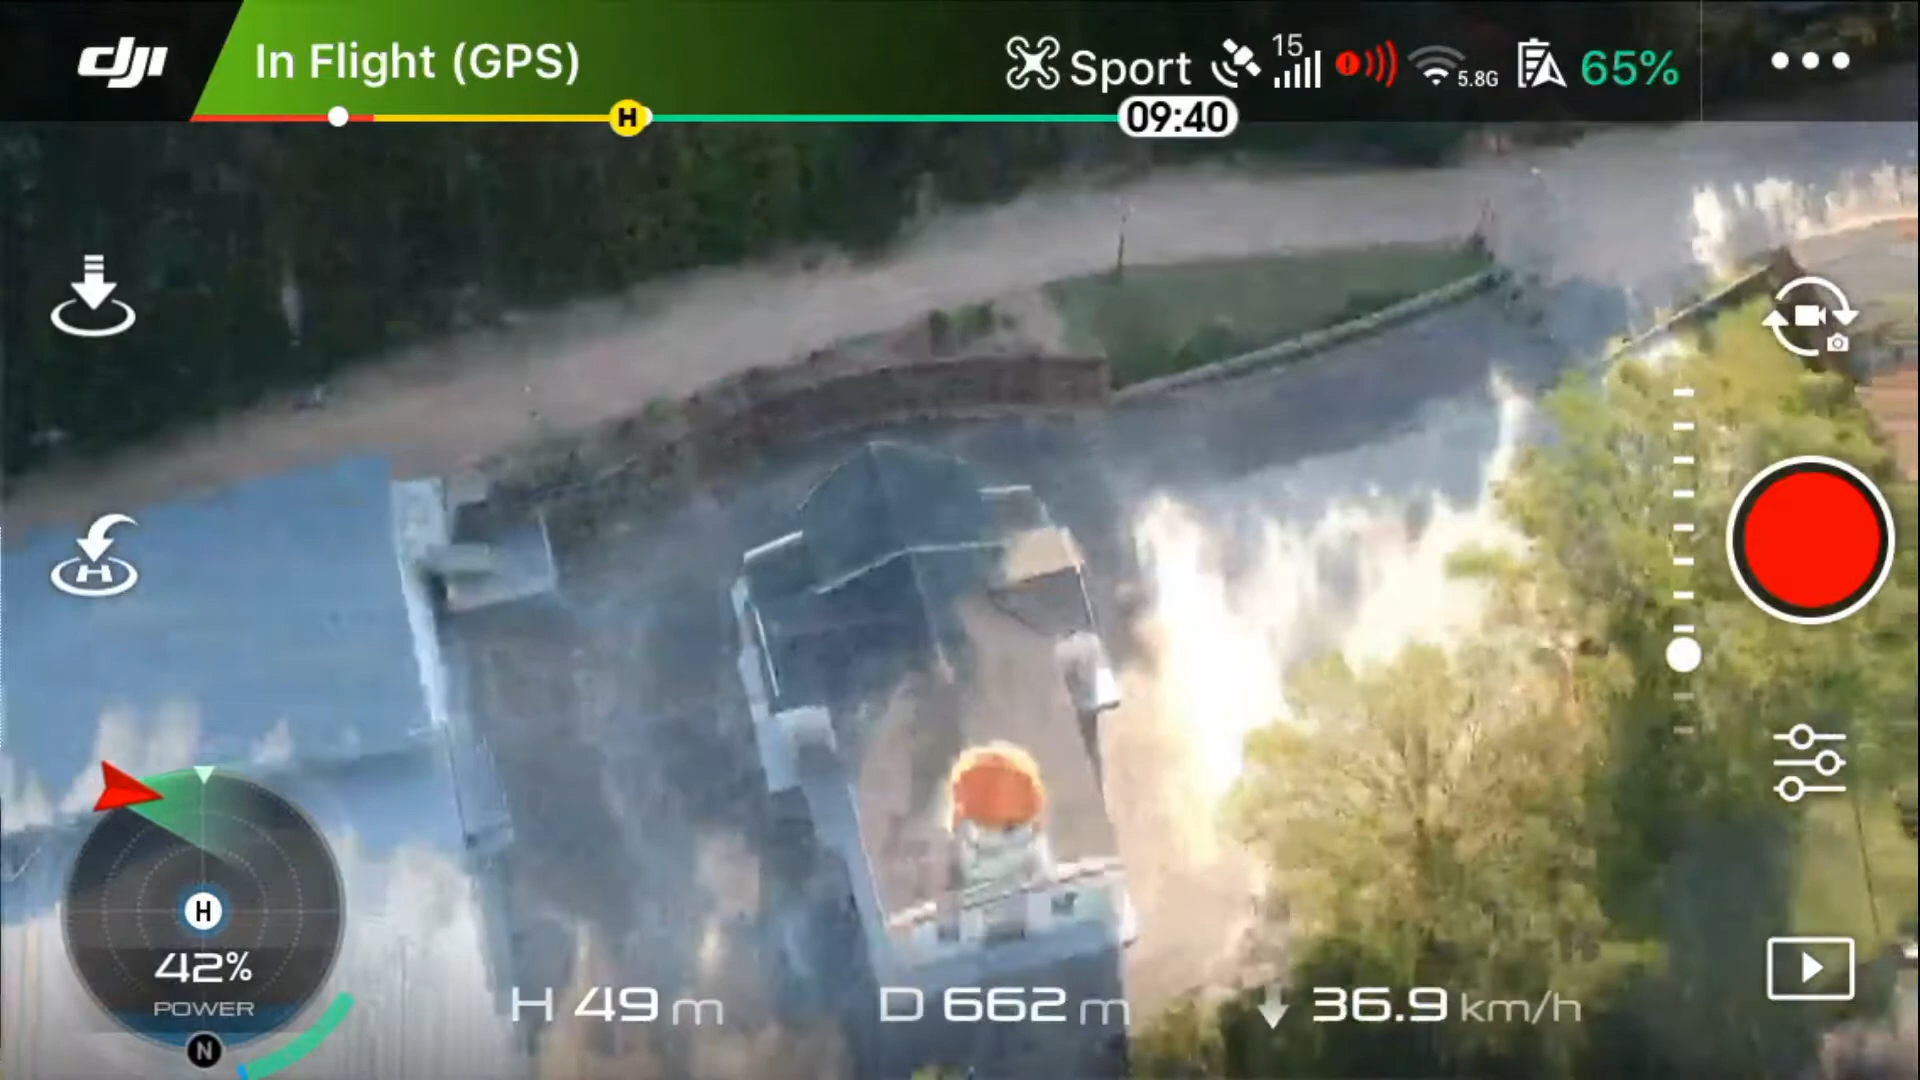 dji In Flight (GPS) Sport 15 5.8G 65%
H 09:40
H
H
42%
POWER
H 49 m D 662 m 36.9 km/h
N